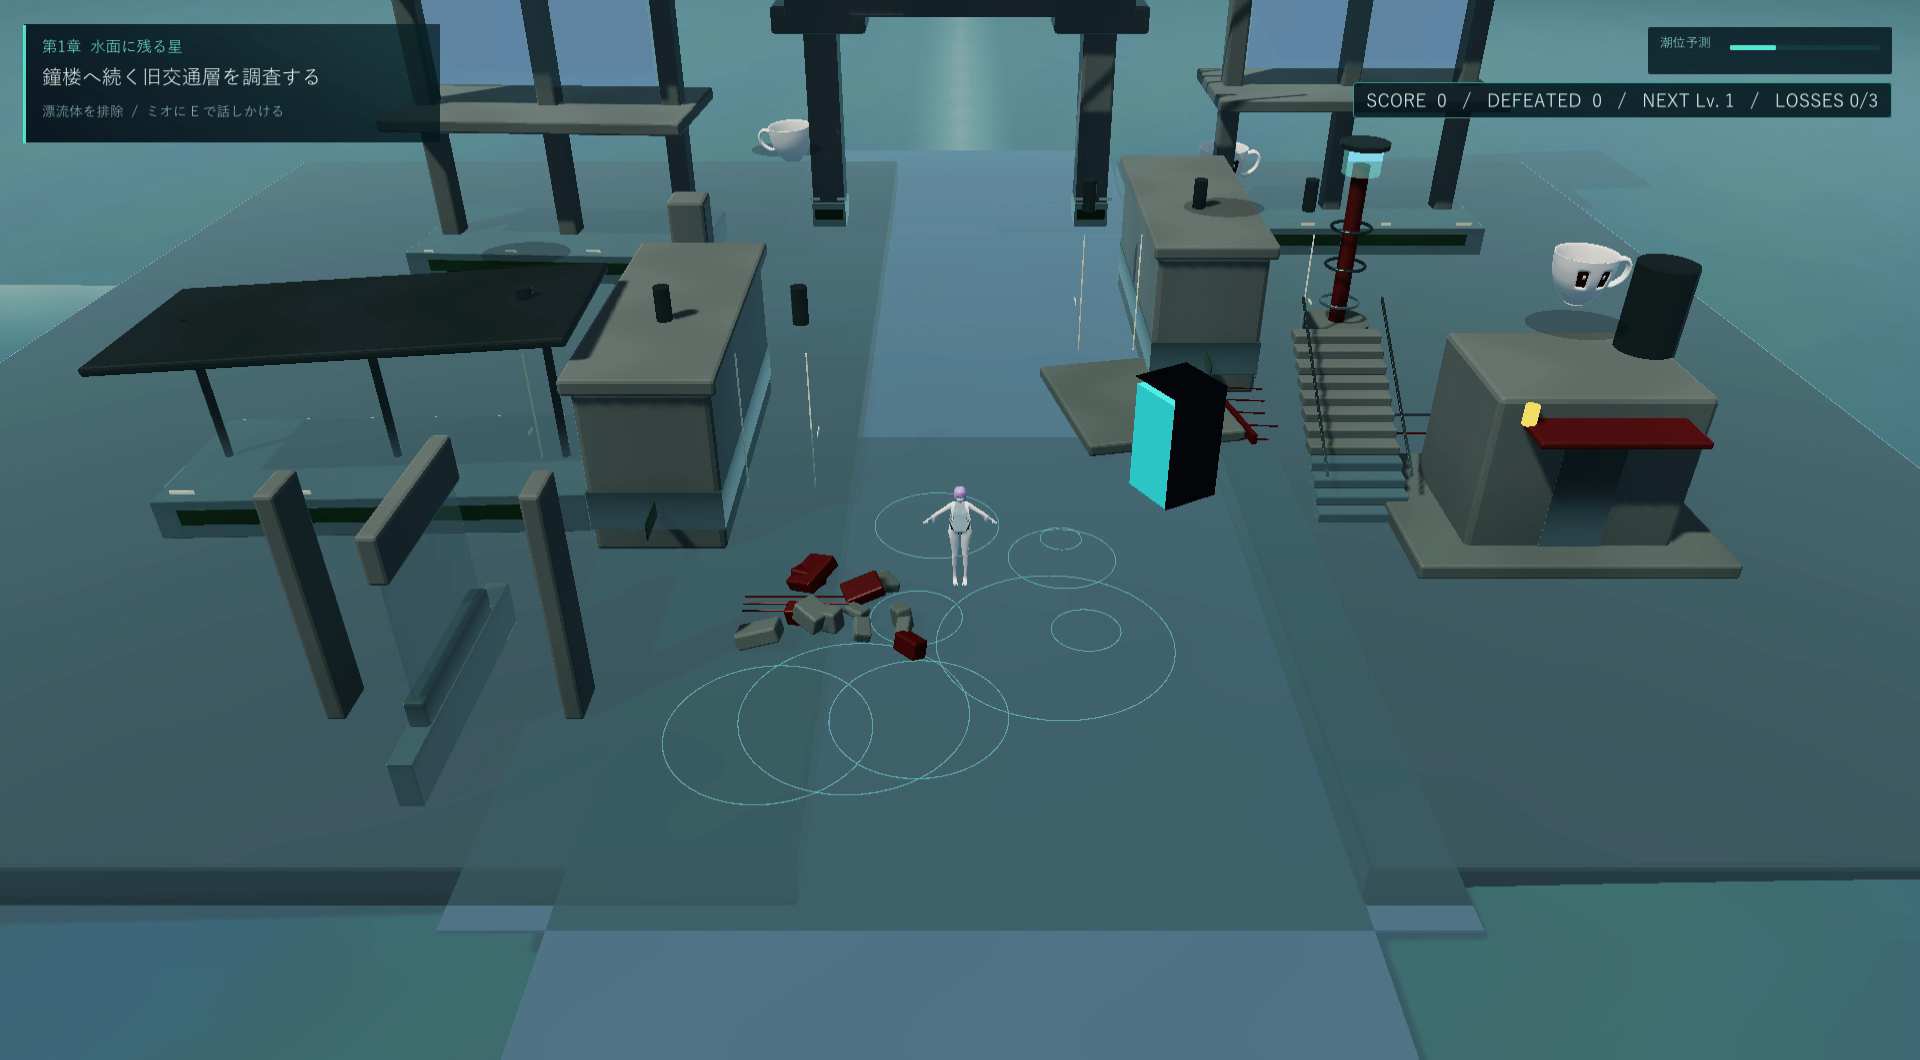 第1章 水面に残る星
鐘楼へ続く旧交通層を調査する
漂流体を排除 / ミオに E で話しかける
潮位予測
SCORE 0 / DEFEATED 0 / NEXT Lv. 1 / LOSSES 0/3